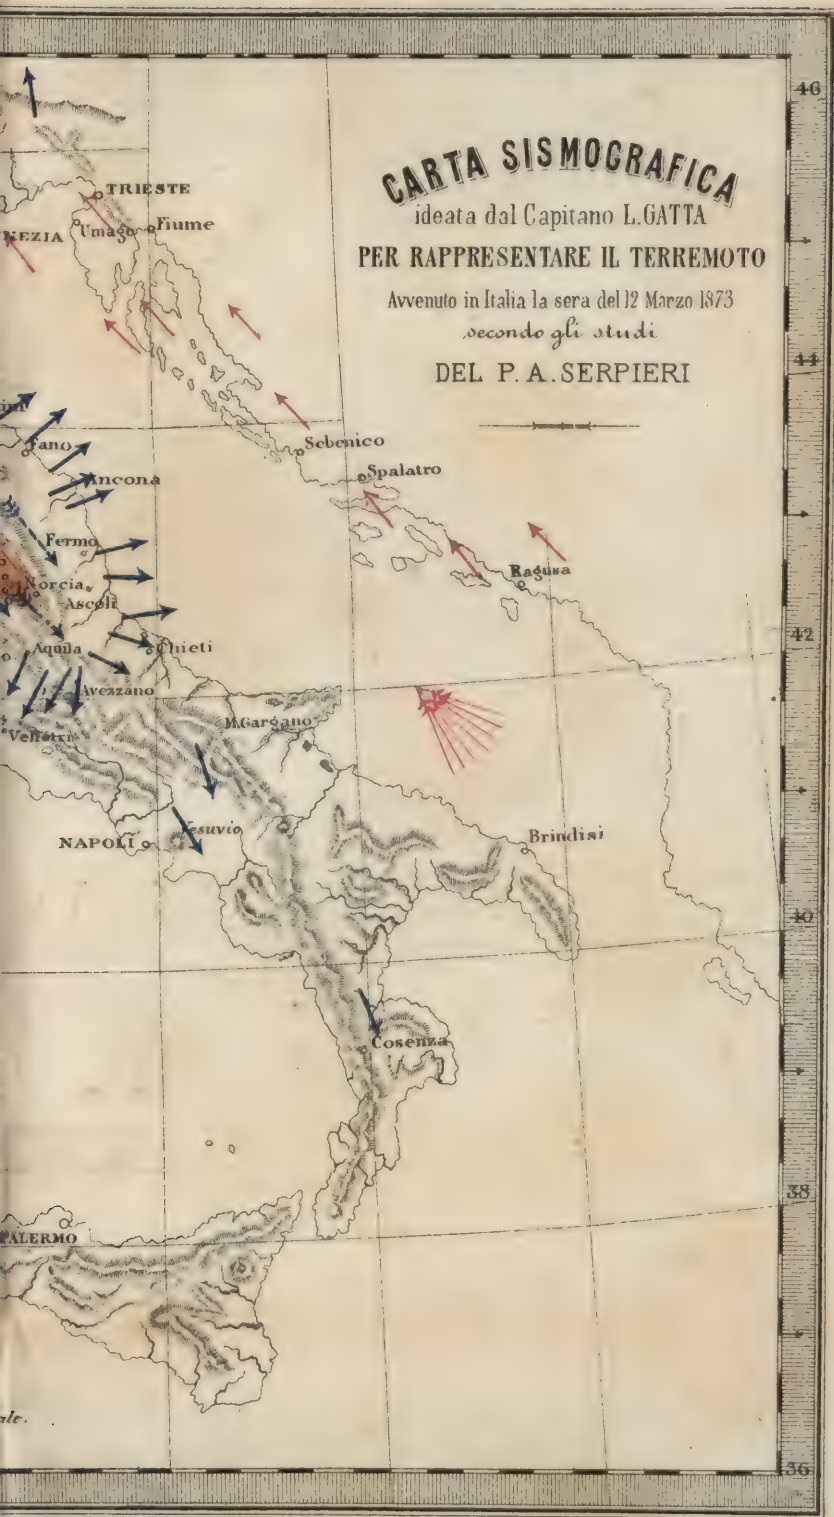 CARTA SISMOGRAFICA
ideata dal Capitano L. GATTA
PER RAPPRESENTARE IL TERREMOTO
Avvenuto in Italia la sera del 12 Marzo 1873
secondo gli studi
DEL P. A. SERPIERI
46
TRIESTE
NEZIA
Umago
Fiume
44
Fano
Sebenico
Ancona
Spalatro
Fermo
Norcia
Ragusa
Ascoli
42
Aquila
Chieti
Avezzano
M. Gargano
Velletri
Vesuvio
NAPOLI
Brindisi
40
Cosenza
38
PALERMO
ale.
36